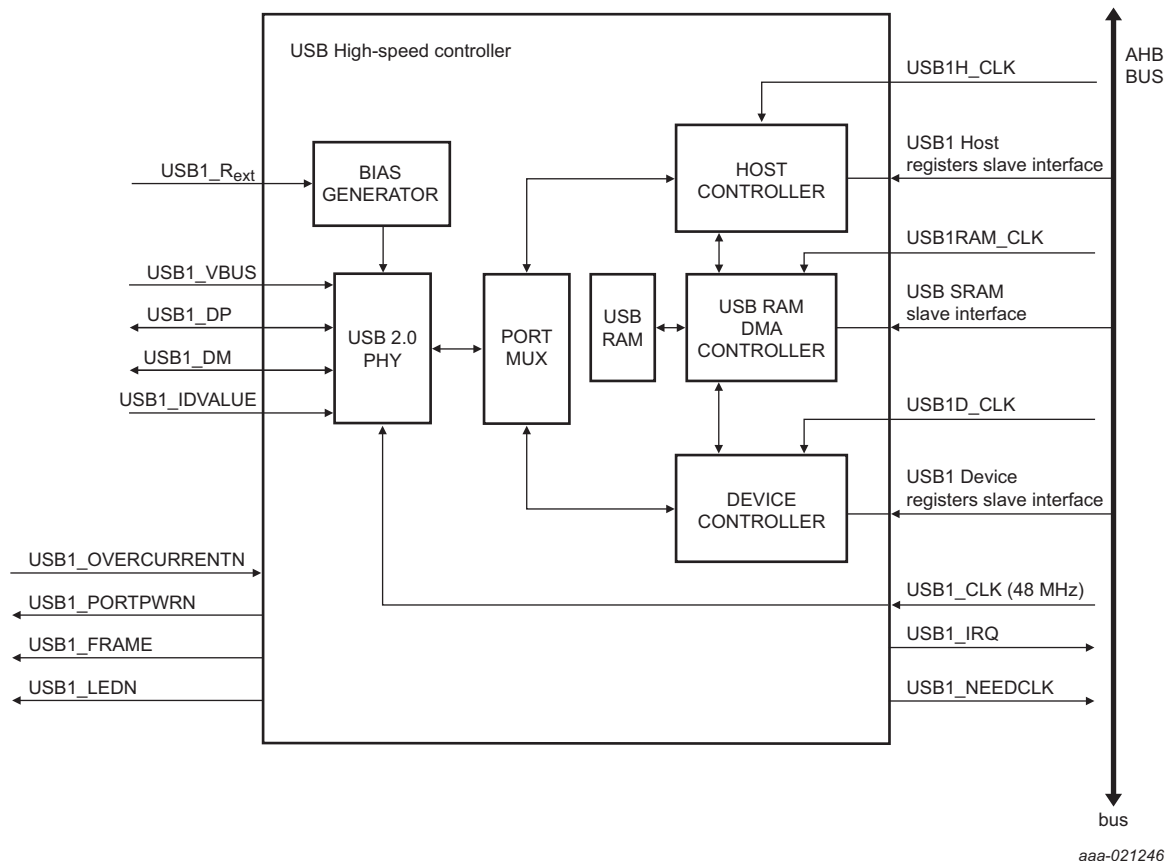 USB High-speed controller
AHB
BUS
USB1H_CLK
USB1 Host
registers slave interface
HOST
CONTROLLER
USB1_Rext
BIAS
GENERATOR
USB1RAM_CLK
USB1_VBUS
USB1_DP
USB1_DM
USB1_IDVALUE
USB 2.0
PHY
PORT
MUX
USB
RAM
USB RAM
DMA
CONTROLLER
USB SRAM
slave interface
USB1D_CLK
USB1 Device
registers slave interface
DEVICE
CONTROLLER
USB1_OVERCURRENTN
USB1_PORTPWRN
USB1_FRAME
USB1_LEDN
USB1_CLK (48 MHz)
USB1_IRQ
USB1_NEEDCLK
bus
aaa-021246